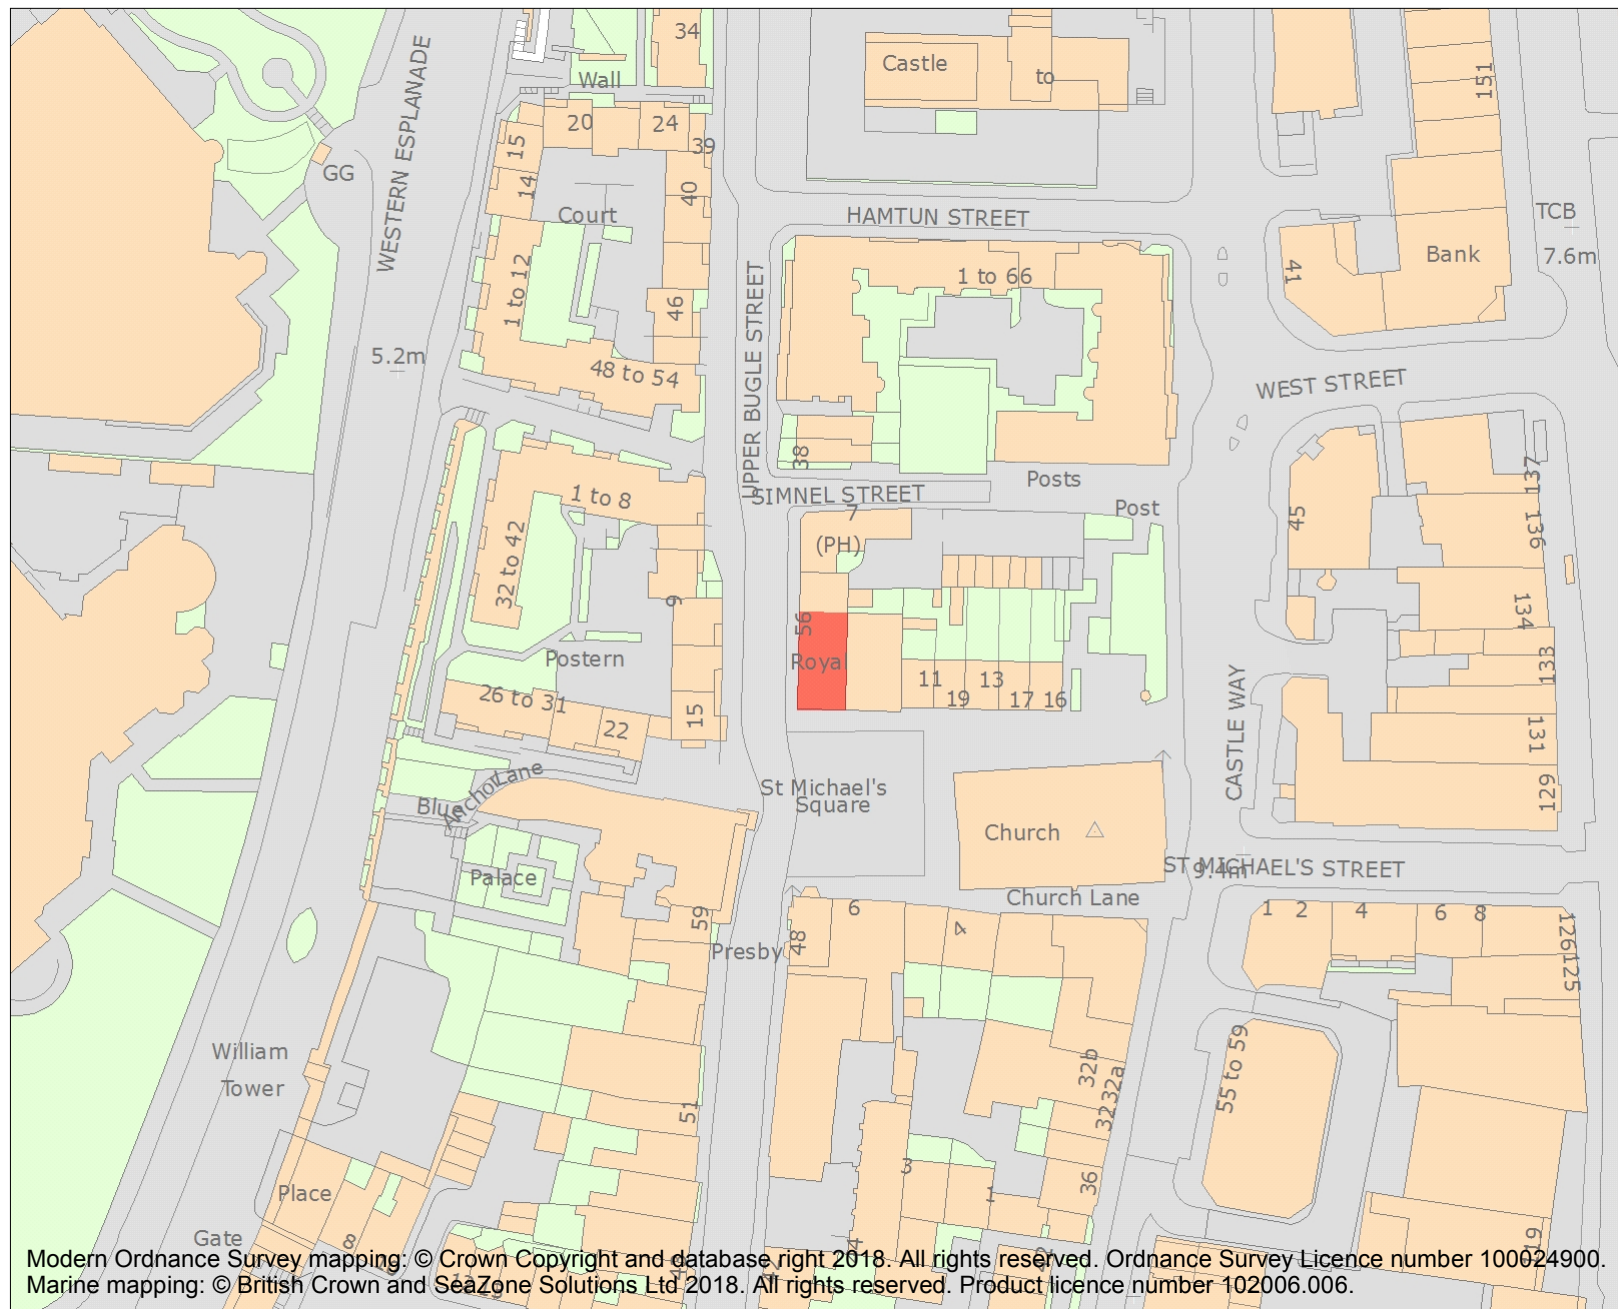 34
Wall
Castle
to
151
WESTERN ESPLANADE
20
24
39
15
14
40
GG
Court
HAMTUN STREET
TCB
7.6m
Bank
41
1 to 12
46
1 to 66
UPPER BUGLE STREET
5.2m
48 to 54
WEST STREET
38
Posts
SIMNEL STREET
Post
1 to 8
7
(PH)
45
137
136
32 to 42
9
56
134
Postern
Royal
133
11
13
19
17
16
26 to 31
22
15
CASTLE WAY
131
129
Lane
Anchor
Blue
St Michael's
Square
Church
ST MICHAEL'S STREET
9.4m
Palace
Church Lane
59
6
4
48
Presby
1
2
4
6
8
126
125
William
Tower
51
32b
32a
32
55 to 59
3
1
36
Place
Gate
8
Modern Ordnance Survey mapping: © Crown Copyright and database right 2018. All rights reserved. Ordnance Survey Licence number 100024900.
Marine mapping: © British Crown and SeaZone Solutions Ltd 2018. All rights reserved. Product licence number 102006.006.